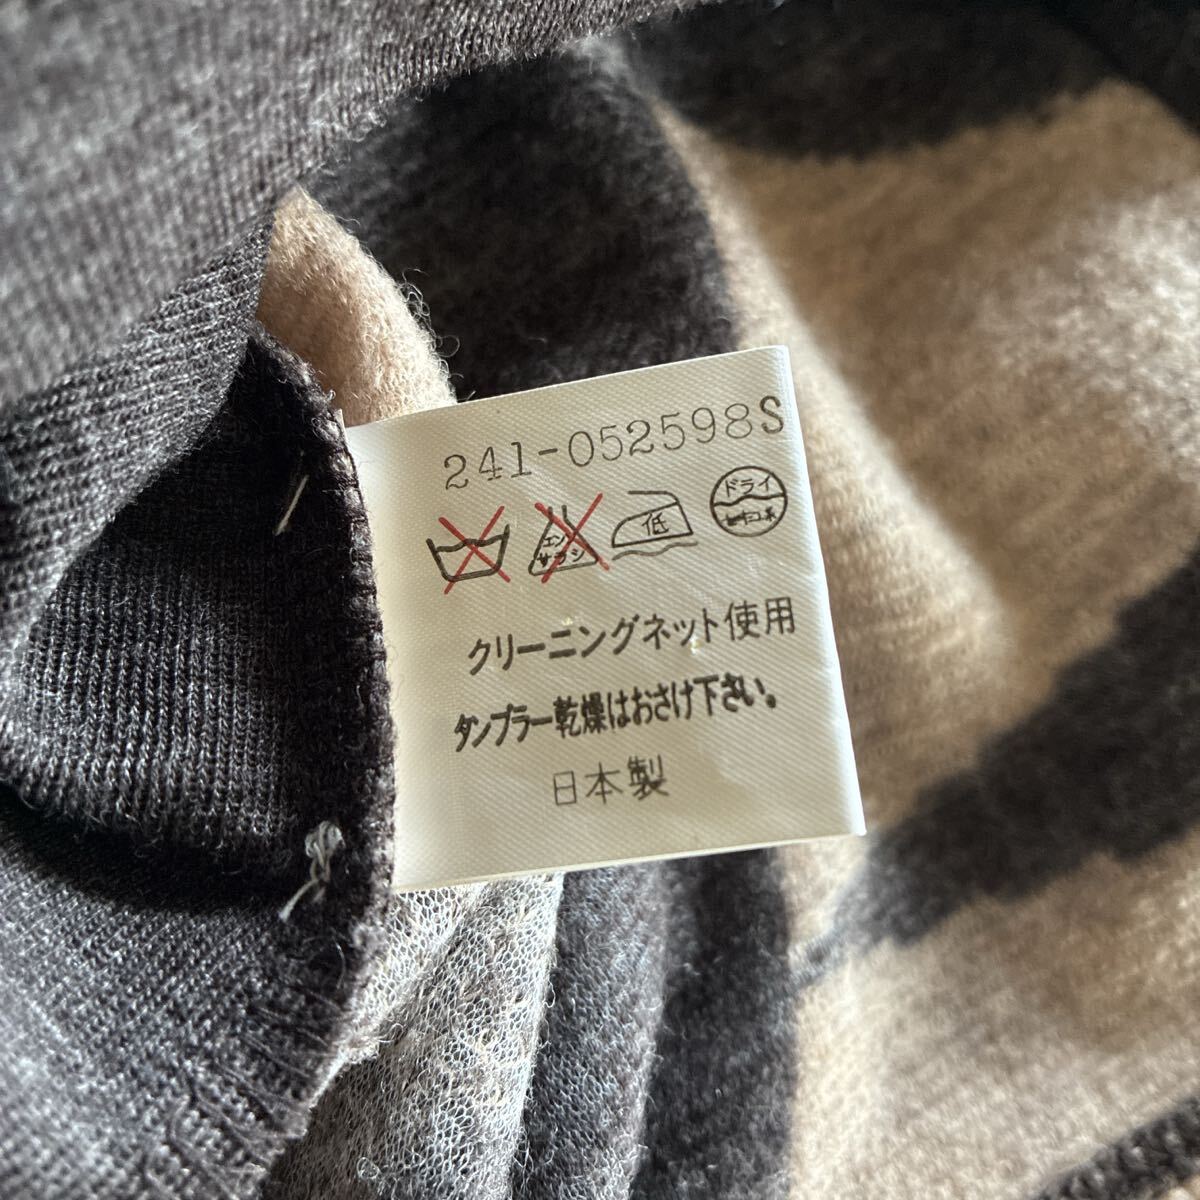 241-052598S
エンソ サラシ 低 ドライ セキユ系
クリーニングネット使用
タンブラー乾燥はおさけ下さい。
日本製